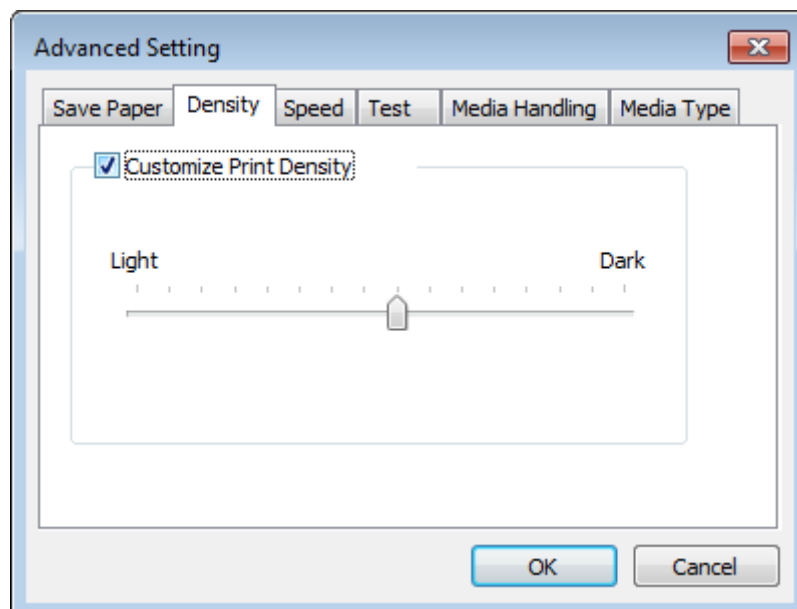 Advanced Setting
Save Paper Density Speed Test Media Handling Media Type
Customize Print Density
Light Dark
OK Cancel